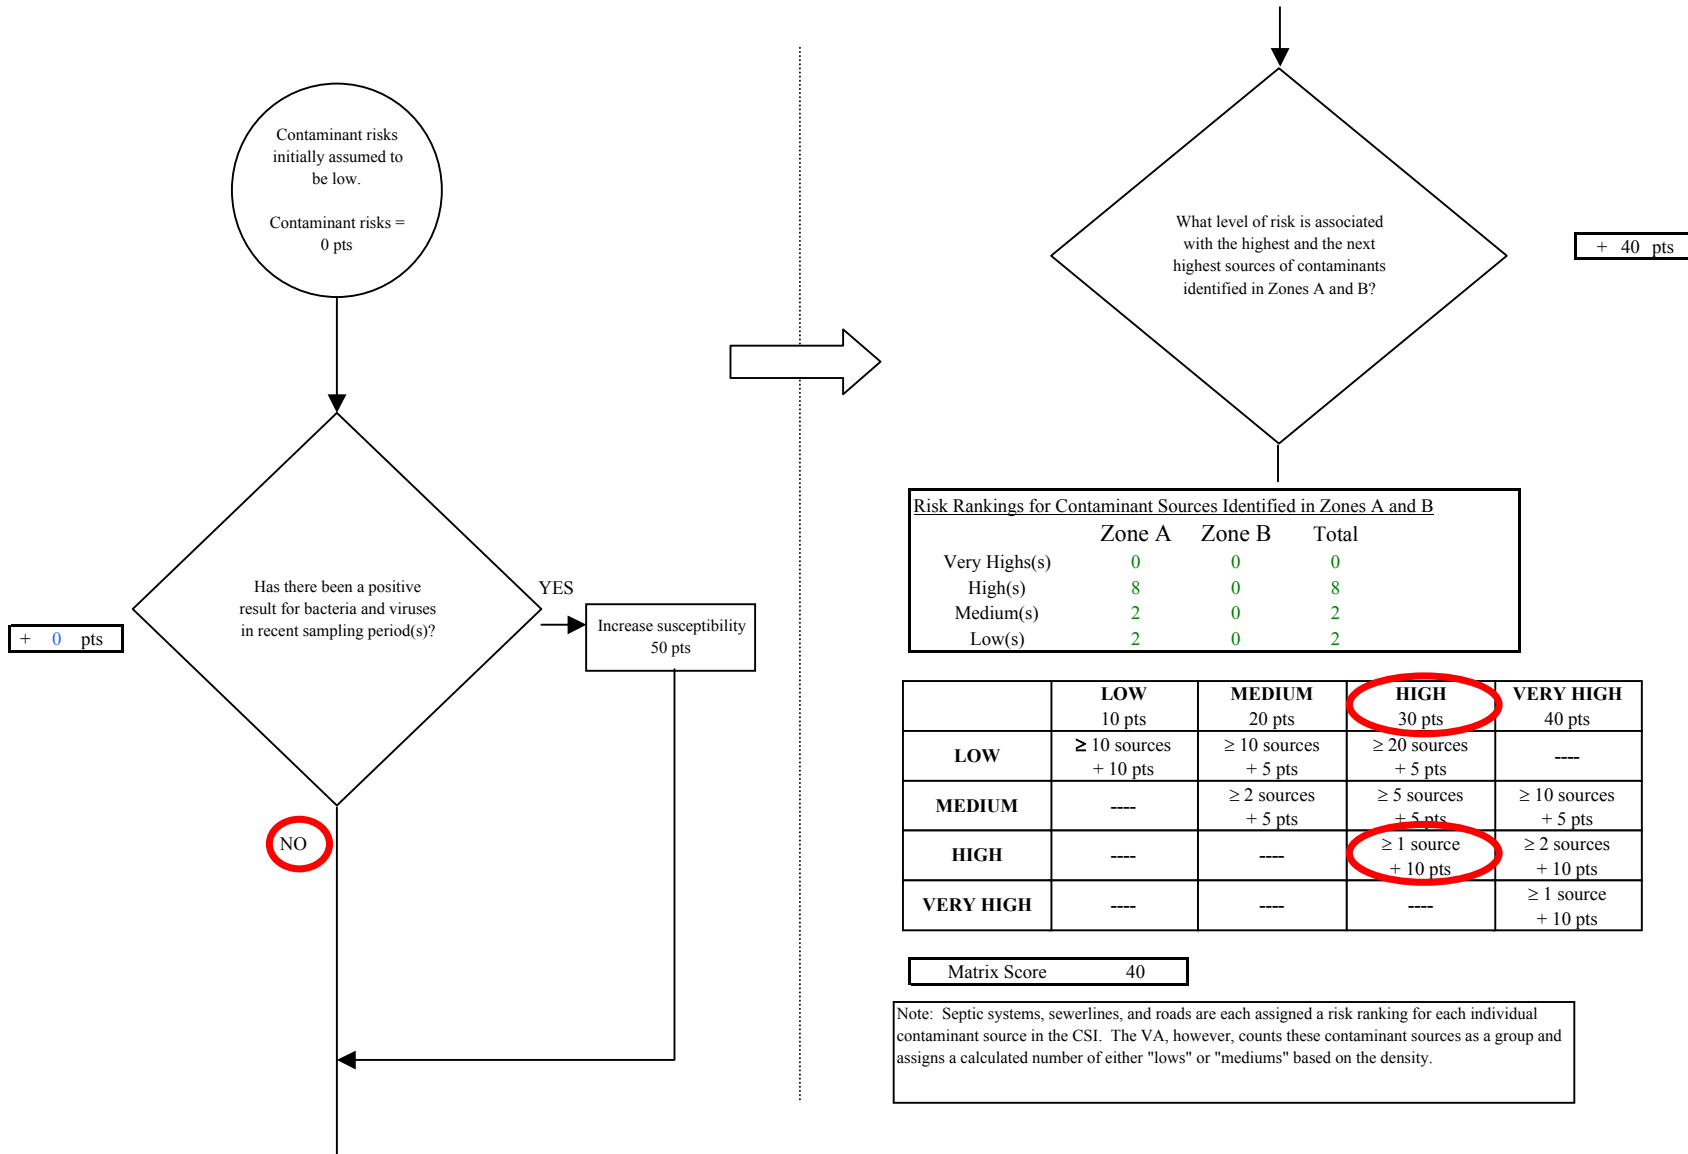 Contaminant risks
initially assumed to
be low.
Contaminant risks =
0 pts
Has there been a positive
result for bacteria and viruses
in recent sampling period(s)?
+ 0 pts
YES
Increase susceptibility
50 pts
NO
What level of risk is associated
with the highest and the next
highest sources of contaminants
identified in Zones A and B?
+ 40 pts
Risk Rankings for Contaminant Sources Identified in Zones A and B
Zone A Zone B Total
Very Highs(s) 0 0 0
High(s) 8 0 8
Medium(s) 2 0 2
Low(s) 2 0 2
LOW MEDIUM HIGH VERY HIGH
10 pts 20 pts 30 pts 40 pts
LOW ≥ 10 sources ≥ 10 sources ≥ 20 sources ----
+ 10 pts + 5 pts + 5 pts
MEDIUM ---- ≥ 2 sources ≥ 5 sources ≥ 10 sources
+ 5 pts + 5 pts + 5 pts
HIGH ---- ---- ≥ 1 source ≥ 2 sources
+ 10 pts + 10 pts
VERY HIGH ---- ---- ---- ≥ 1 source
+ 10 pts
Matrix Score 40
Note: Septic systems, sewerlines, and roads are each assigned a risk ranking for each individual
contaminant source in the CSI. The VA, however, counts these contaminant sources as a group and
assigns a calculated number of either "lows" or "mediums" based on the density.